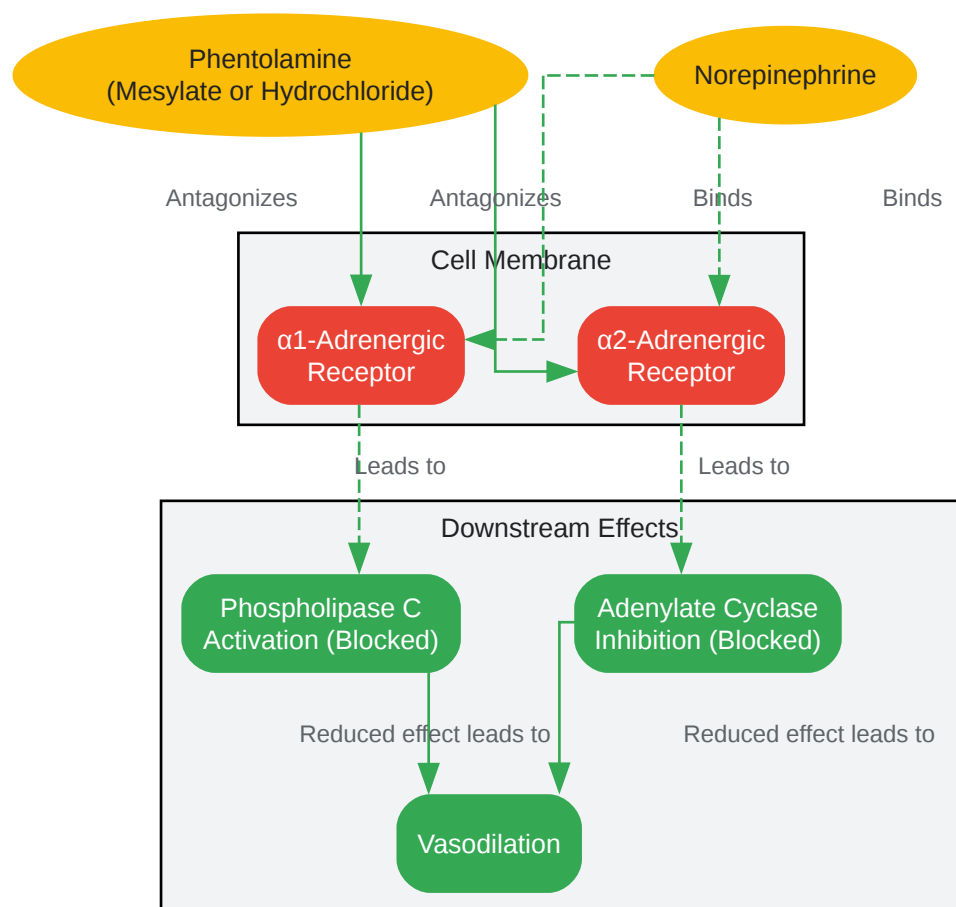 Phentolamine
(Mesylate or Hydrochloride)
Norepinephrine
Antagonizes
Antagonizes
Binds
Binds
Cell Membrane
α1-Adrenergic
Receptor
α2-Adrenergic
Receptor
Leads to
Leads to
Downstream Effects
Phospholipase C
Activation (Blocked)
Adenylate Cyclase
Inhibition (Blocked)
Reduced effect leads to
Reduced effect leads to
Vasodilation